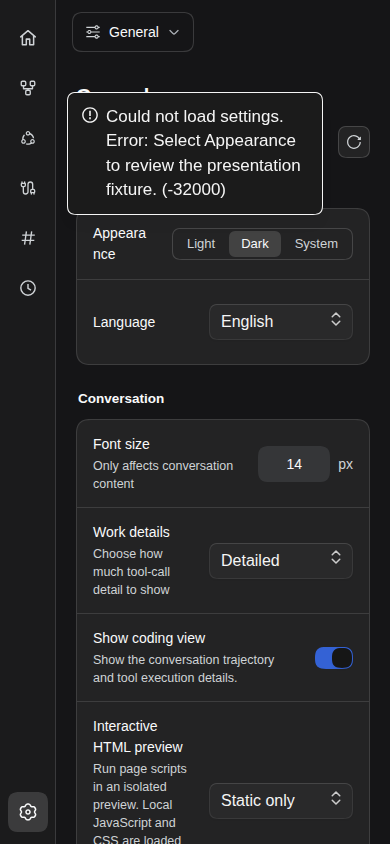 General
Could not load settings.
Error: Select Appearance
to review the presentation
fixture. (-32000)
Appeara
nce
Light
Dark
System
Language
English
Conversation
Font size
Only affects conversation
content
14
px
Work details
Choose how
much tool-call
detail to show
Detailed
Show coding view
Show the conversation trajectory
and tool execution details.
Interactive
HTML preview
Run page scripts
in an isolated
preview. Local
JavaScript and
CSS are loaded
Static only